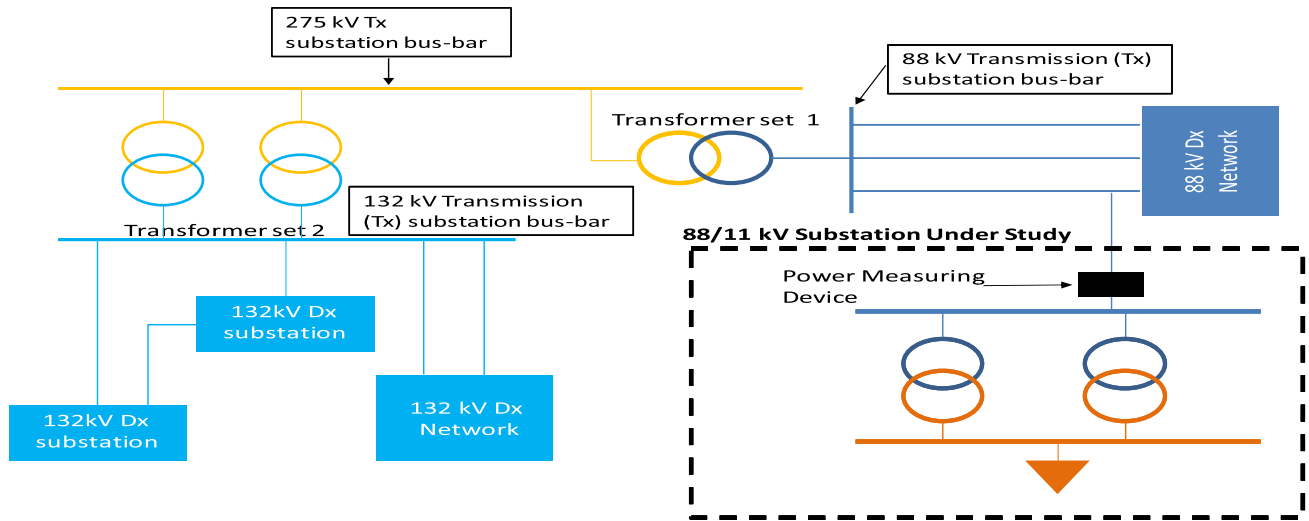 275 kV Tx
substation bus-bar
88 kV Transmission (Tx)
substation bus-bar
Transformer set  1
88 kV Dx
Network
132 kV Transmission
(Tx) substation bus-bar
Transformer set 2
88/11 kV Substation Under Study
Power Measuring
Device
132kV Dx
substation
132kV Dx
substation
132 kV Dx
Network